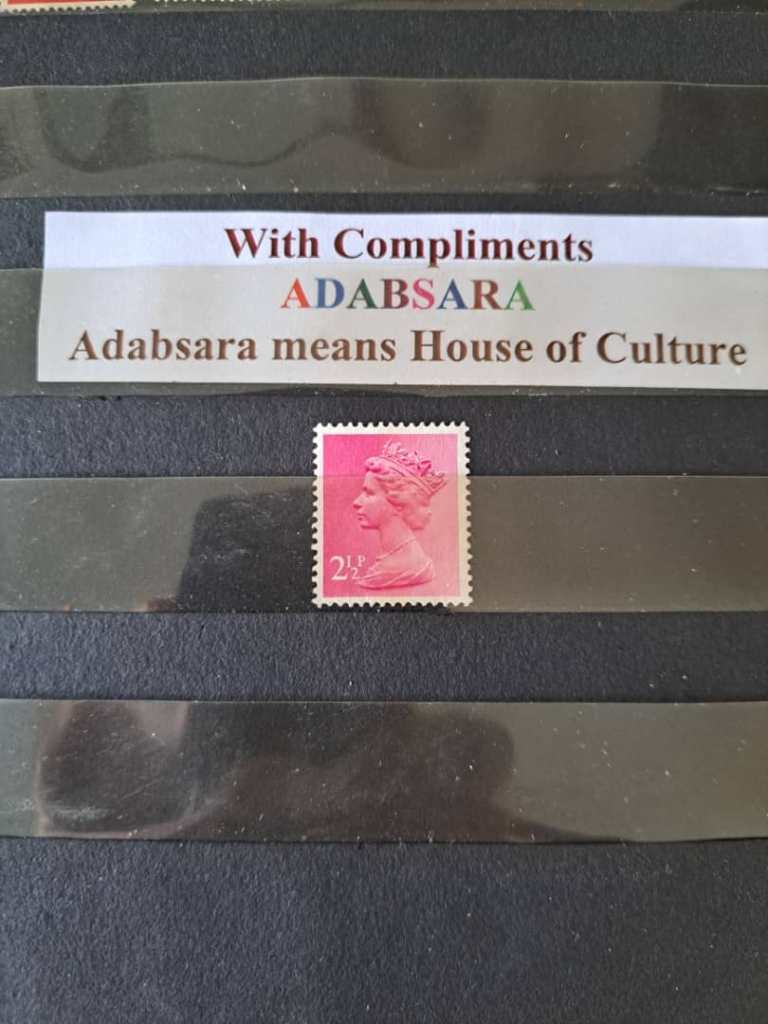 With Compliments
ADABSARA
Adabsara means House of Culture
2½P